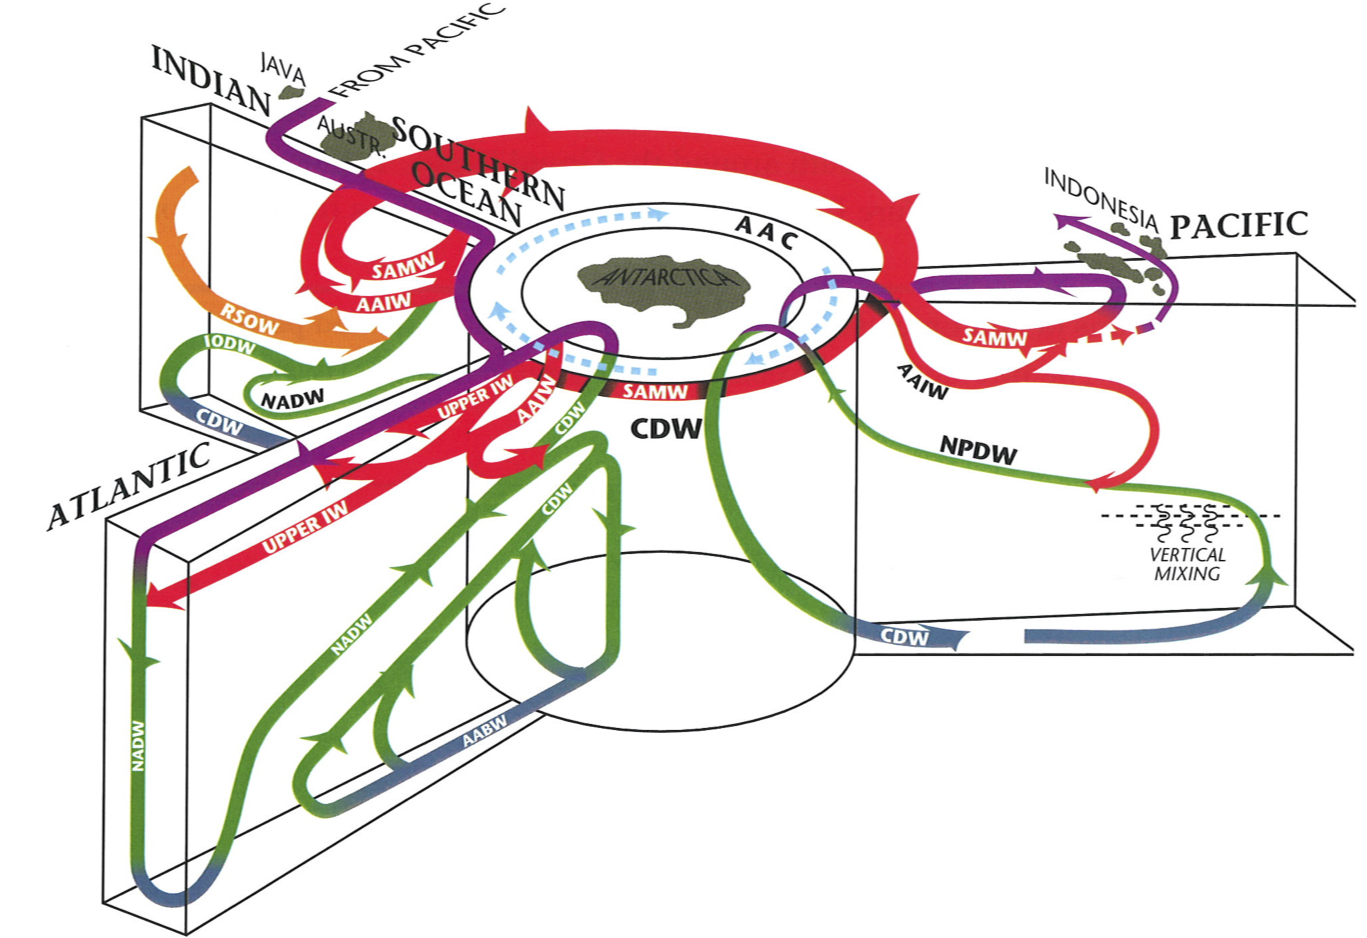 INDIAN
JAVA
FROM PACIFIC
AUSTR.
SOUTHERN
OCEAN
AAC
ANTARCTICA
INDONESIA
PACIFIC
SAMW
AAIW
RSOW
IODW
NADW
CDW
UPPER IW
AAIW
CDW
SAMW
CDW
SAMW
AAIW
NPDW
VERTICAL
MIXING
CDW
ATLANTIC
UPPER IW
CDW
NADW
AABW
NADW